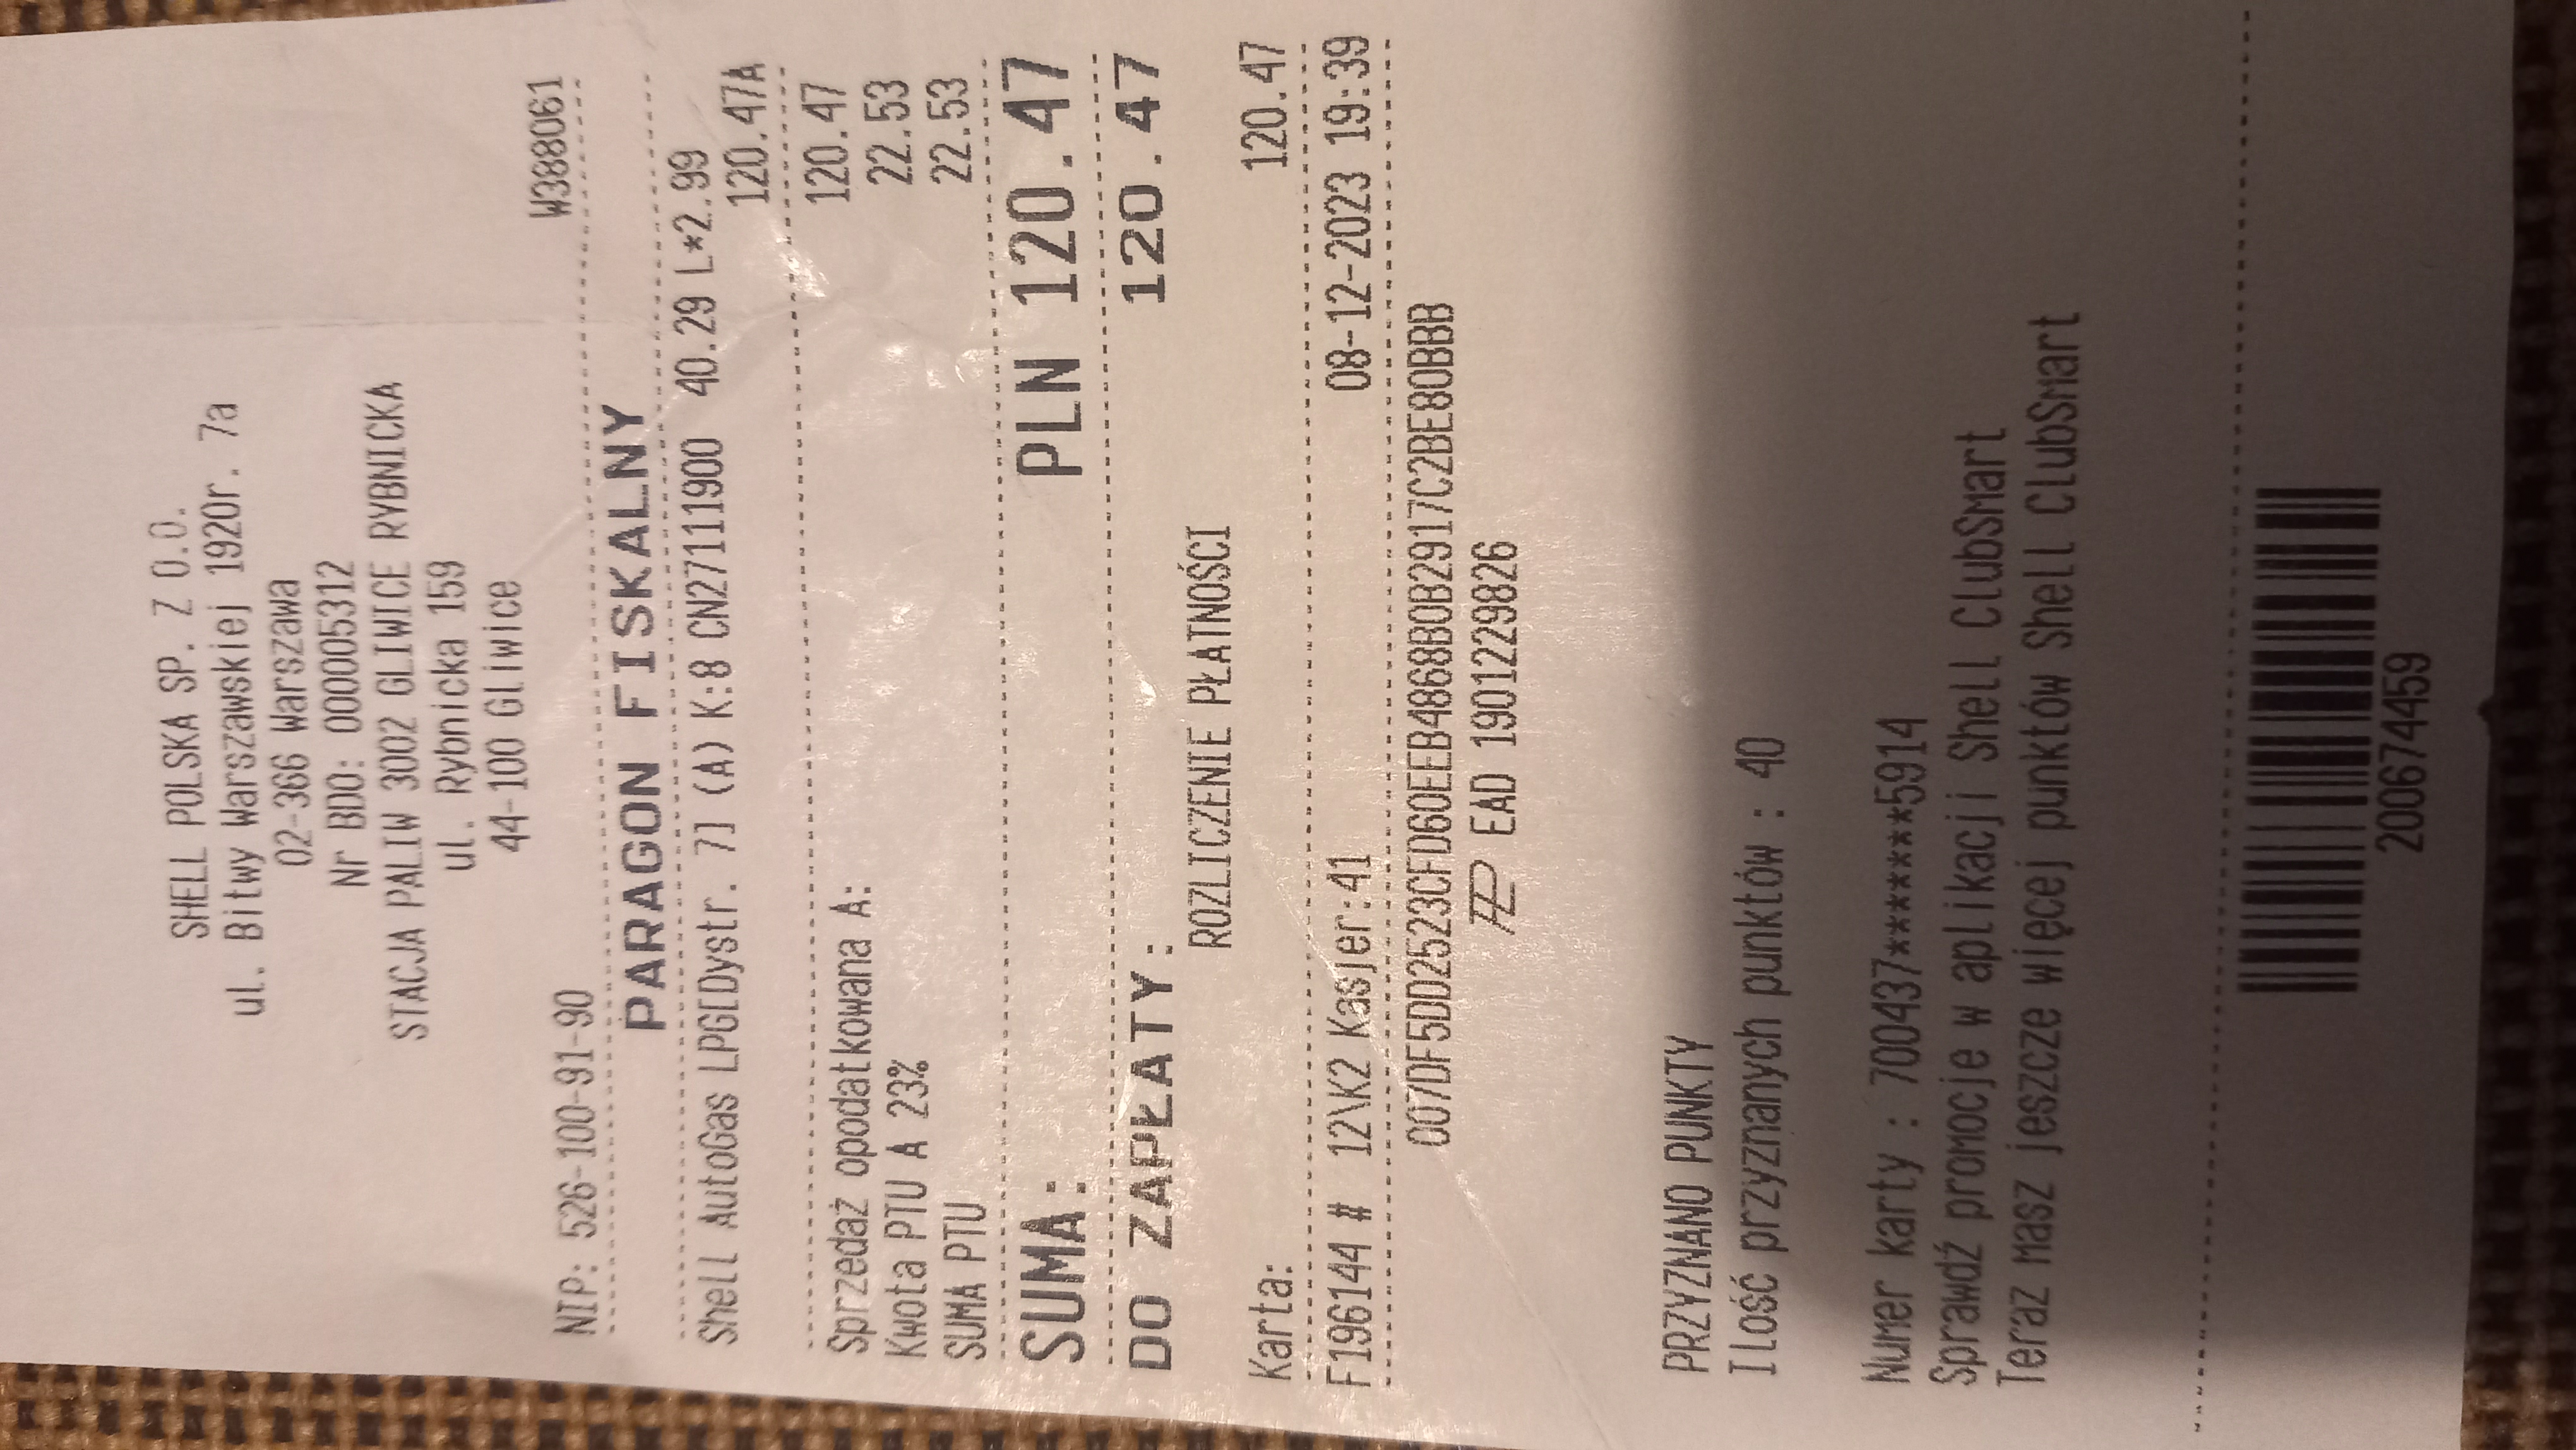 SHELL POLSKA SP. Z O.O.
ul. Bitwy Warszawskiej 1920r. 7a
02-366 Warszawa
Nr BDO: 000005312
STACJA PALIW 3002 GLIWICE RYBNICKA
ul. Rybnicka 159
44-100 Gliwice
NIP: 526-100-91-90 W388061
PARAGON FISKALNY
Shell AutoGas LPG[Dystr. 7] (A) K:8 CN27111900 40.29 L*2.99
120.47A
Sprzedaż opodatkowana A: 120.47
Kwota PTU A 23% 22.53
SUMA PTU 22.53
SUMA: PLN 120.47
DO ZAPŁATY: 120.47
ROZLICZENIE PŁATNOŚCI
Karta: 120.47
F196144 # 12\K2 Kasjer:41 08-12-2023 19:39
007DF5DD2523CFD60EEB4868B0B2917C2BE80BBB
EAD 1901229826
PRZYZNANO PUNKTY
Ilość przyznanych punktów : 40
Numer karty : 700437*******5914
Sprawdź promocje w aplikacji Shell ClubSmart
Teraz masz jeszcze więcej punktów Shell ClubSmart
200674459